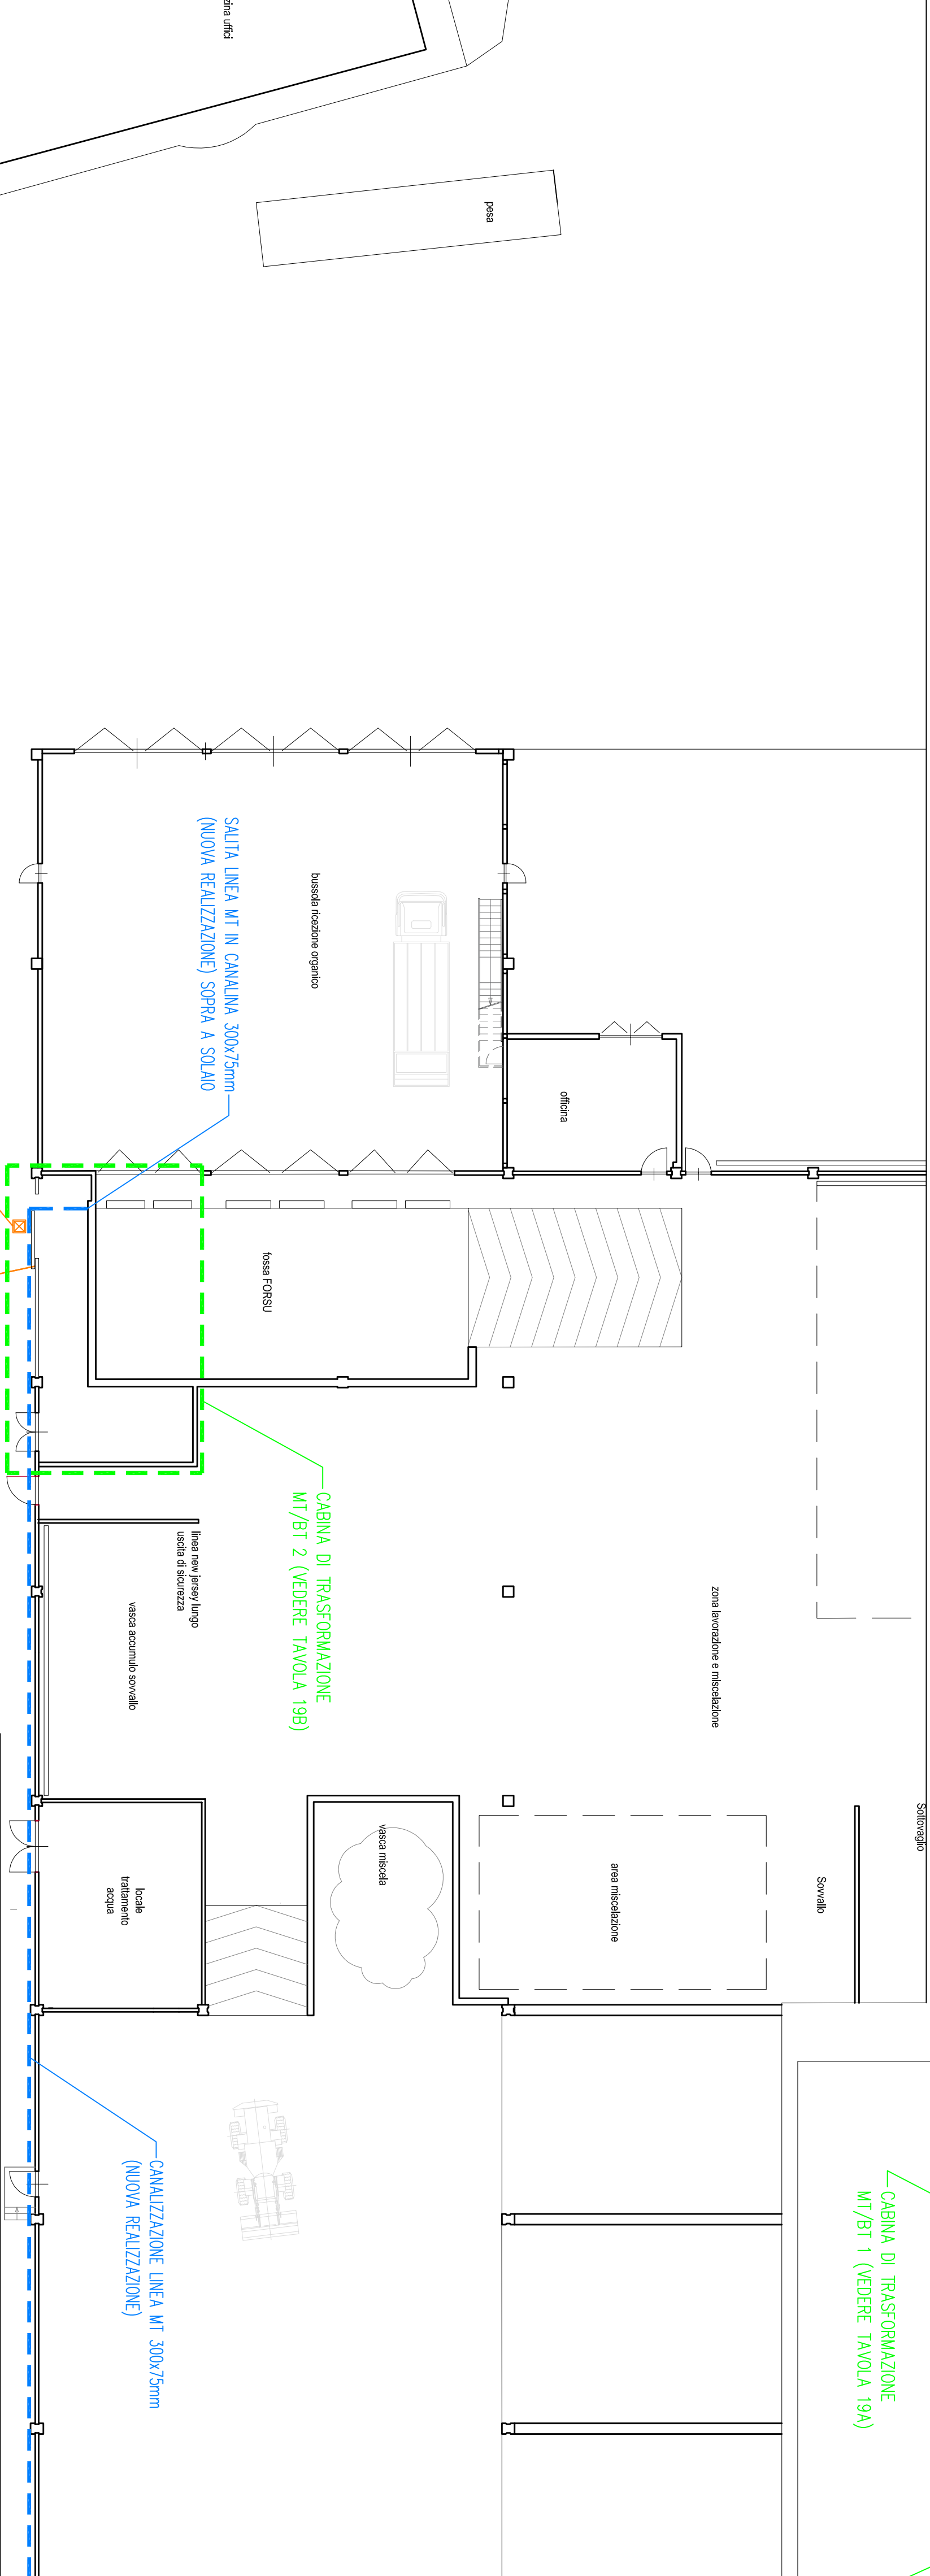 zina uffici
pesa
SALITA LINEA MT IN CANALINA 300x75mm
(NUOVA REALIZZAZIONE) SOPRA A SOLAIO
bussola ricezione organico
officina
fossa FORSU
CABINA DI TRASFORMAZIONE
MT/BT 2 (VEDERE TAVOLA 19B)
linea new jersey lungo
uscita di sicurezza
vasca accumulo sovvallo
zona lavorazione e miscelazione
Sottovaglio
Sovvallo
area miscelazione
vasca miscela
locale
trattamento
acqua
CANALIZZAZIONE LINEA MT 300x75mm
(NUOVA REALIZZAZIONE)
CABINA DI TRASFORMAZIONE
MT/BT 1 (VEDERE TAVOLA 19A)